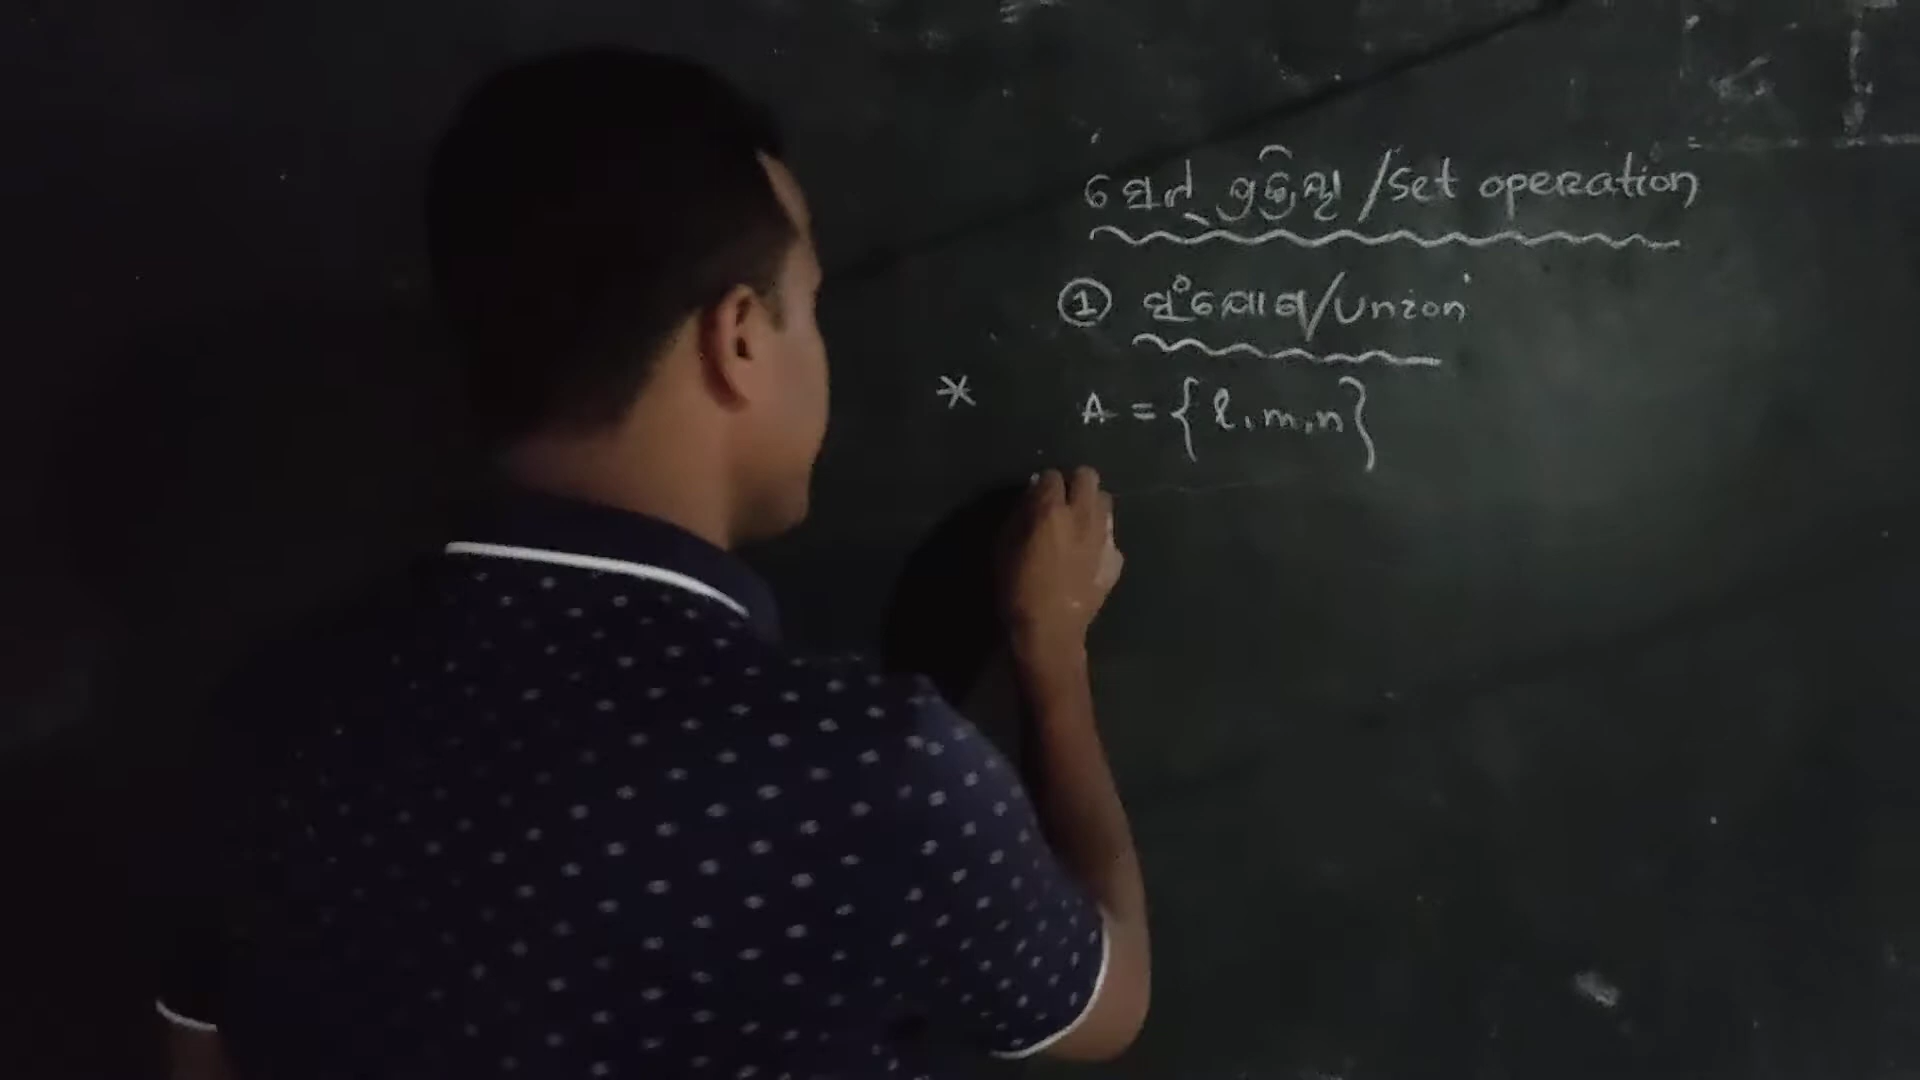 ସେଟ୍ ପ୍ରକ୍ରିୟା / Set operation
① ସଂଯୋଗ / Union
* A = {l, m, n}